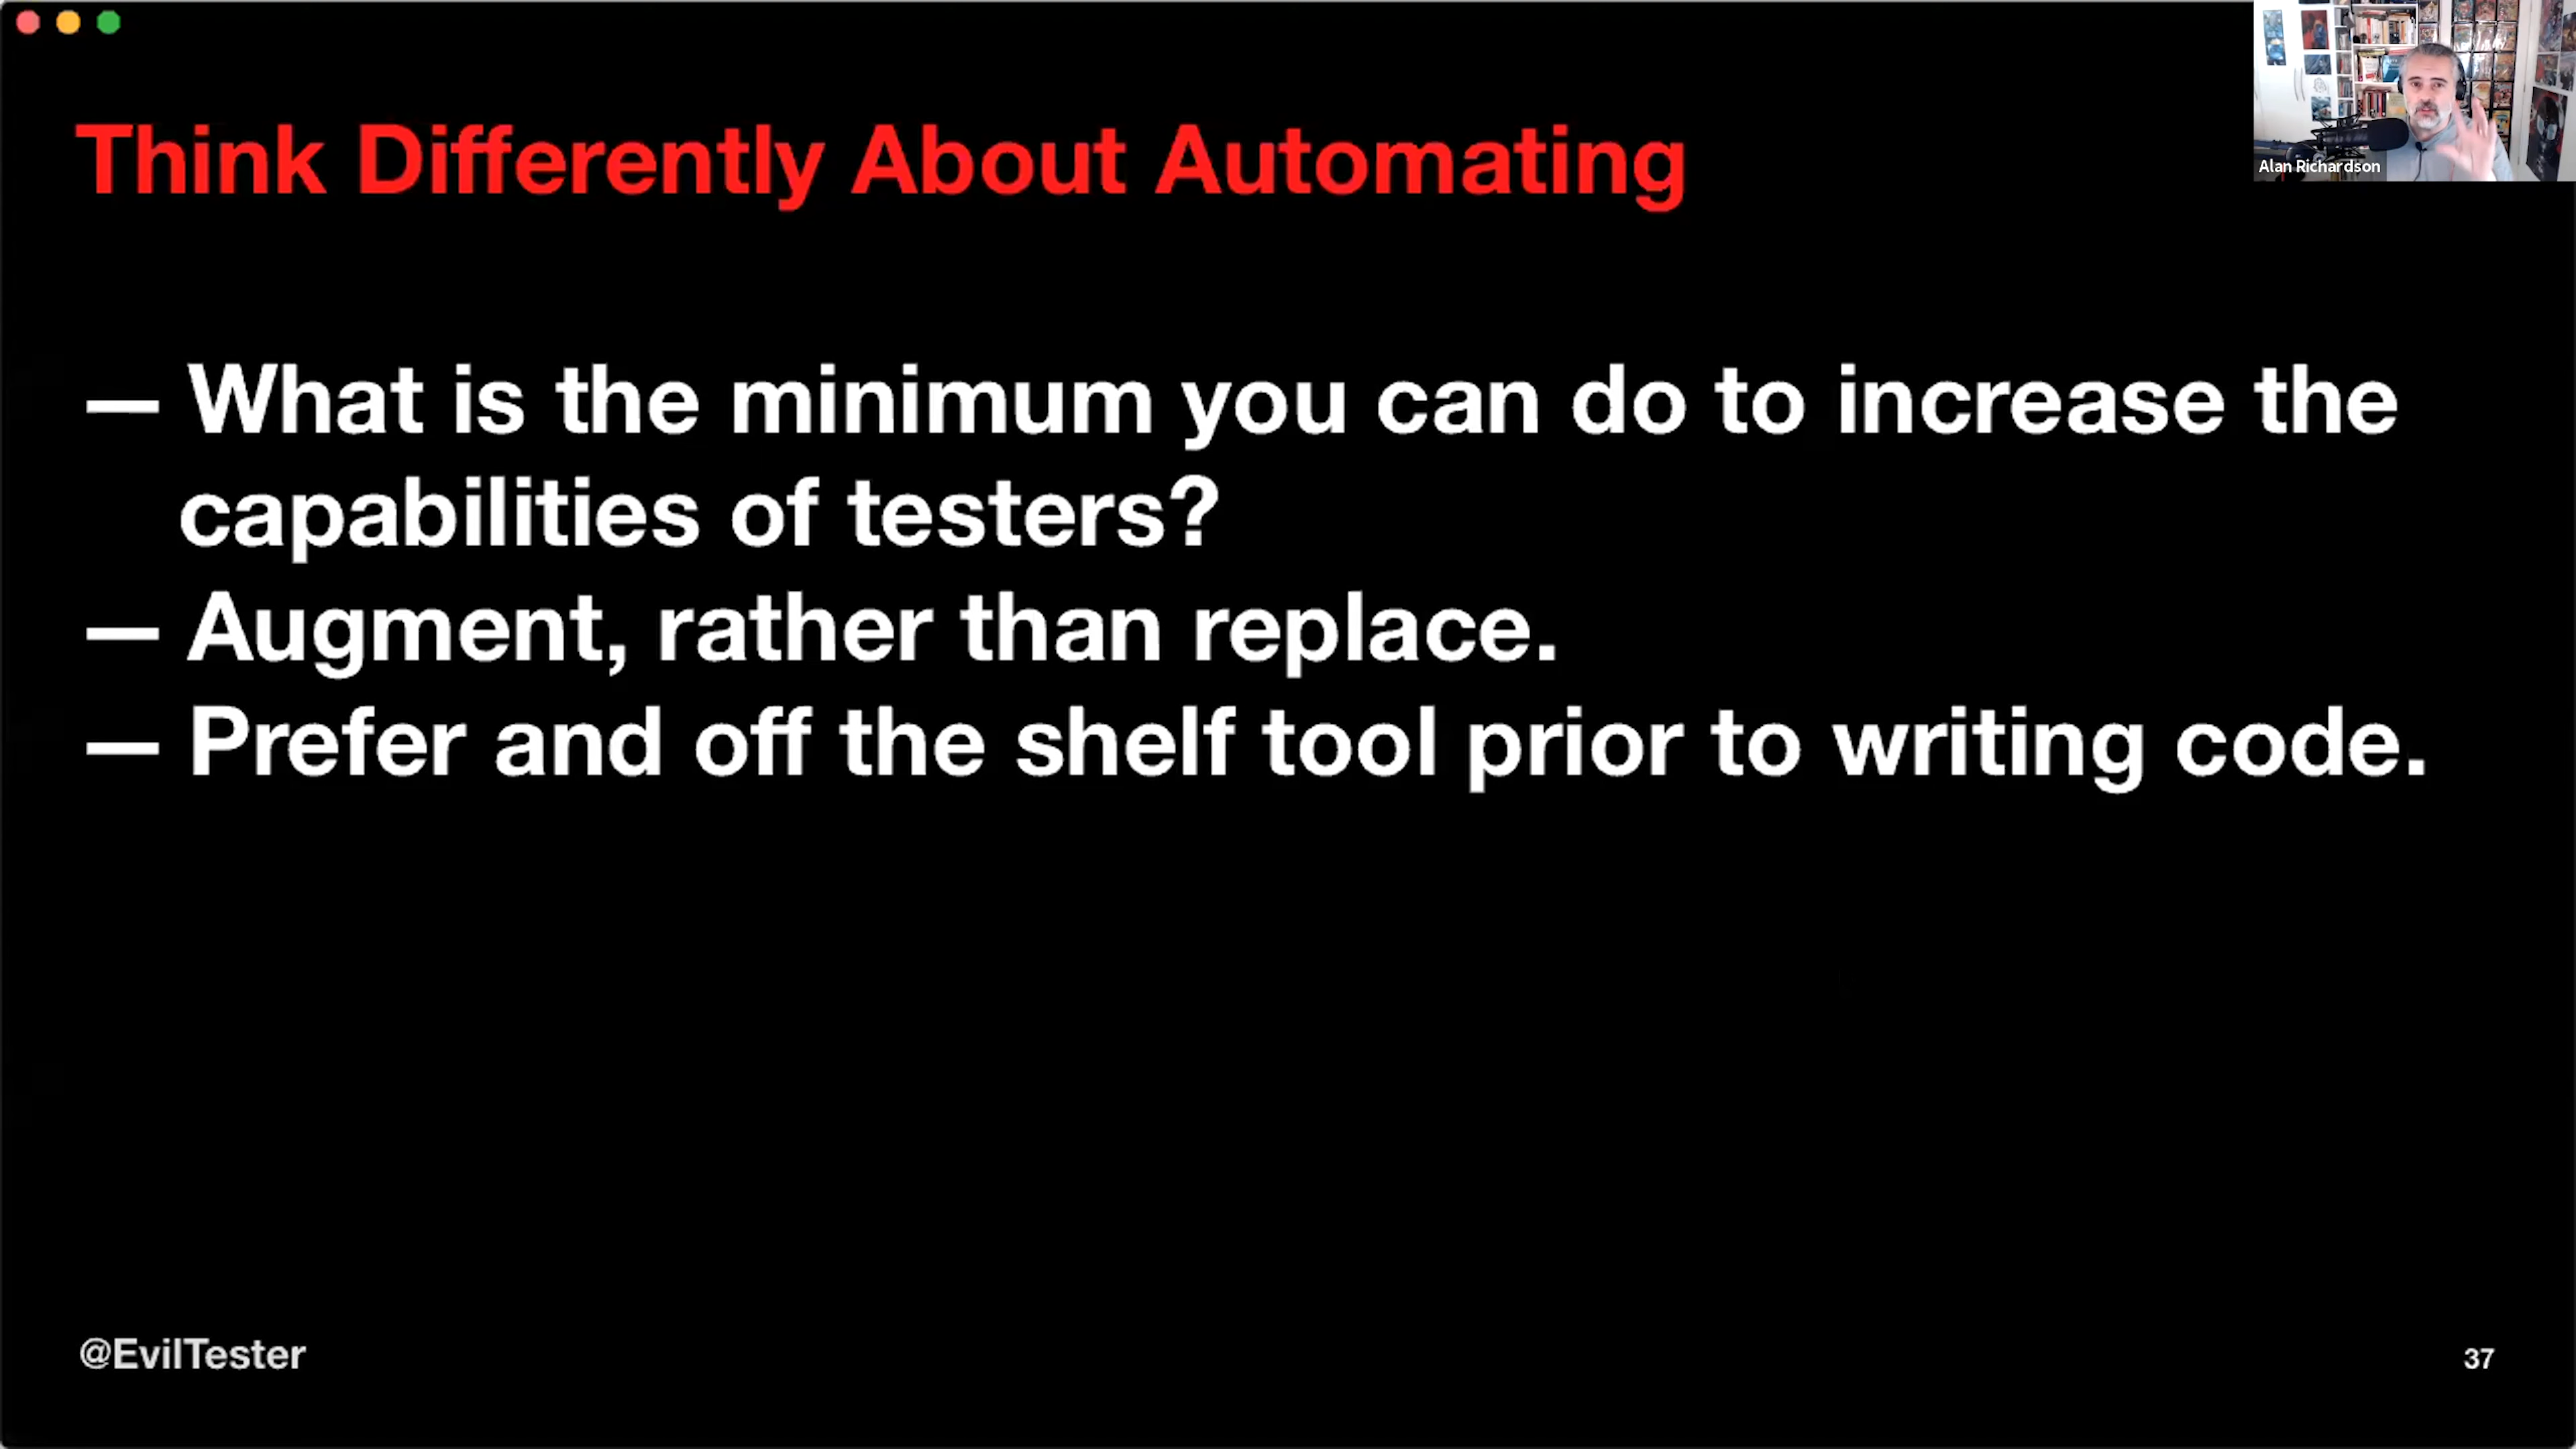 Think Differently About Automating
Alan Richardson
— What is the minimum you can do to increase the
capabilities of testers?
— Augment, rather than replace.
— Prefer and off the shelf tool prior to writing code.
@EvilTester
37